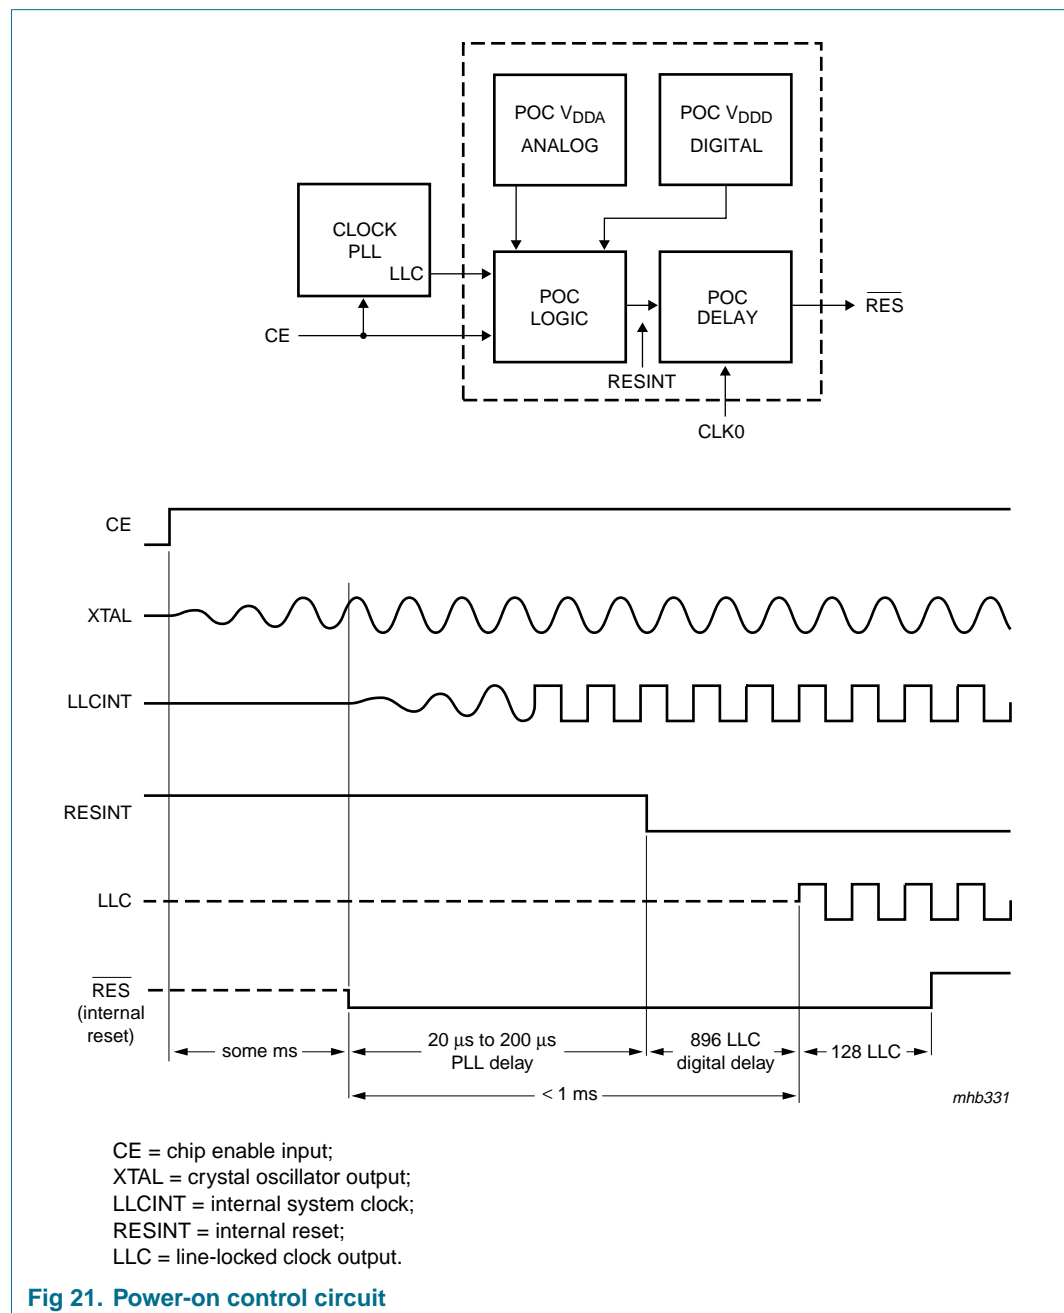 POC VDDA
ANALOG
POC VDDD
DIGITAL
CLOCK
PLL
LLC
POC
LOGIC
POC
DELAY
RES
CE
RESINT
CLK0
CE
XTAL
LLCINT
RESINT
LLC
RES
(internal
reset)
some ms
20 μs to 200 μs
PLL delay
896 LLC
digital delay
128 LLC
< 1 ms
mhb331
CE = chip enable input;
XTAL = crystal oscillator output;
LLCINT = internal system clock;
RESINT = internal reset;
LLC = line-locked clock output.
Fig 21. Power-on control circuit